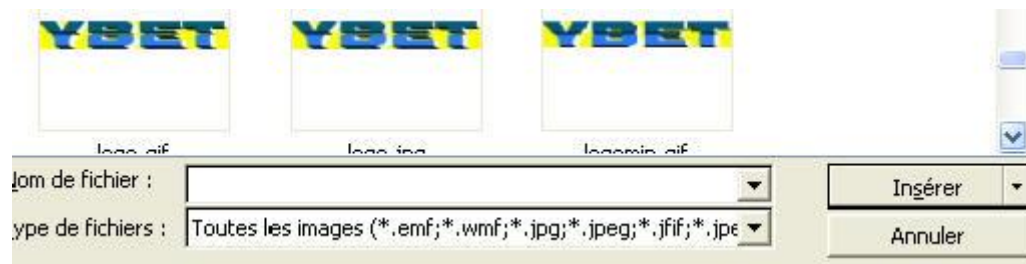 YBET YBET YBET
logo.gif logo.jpg logomin.gif
Nom de fichier :
Insérer
Type de fichiers : Toutes les images (*.emf;*.wmf;*.jpg;*.jpeg;*.jfif;*.jpe
Annuler